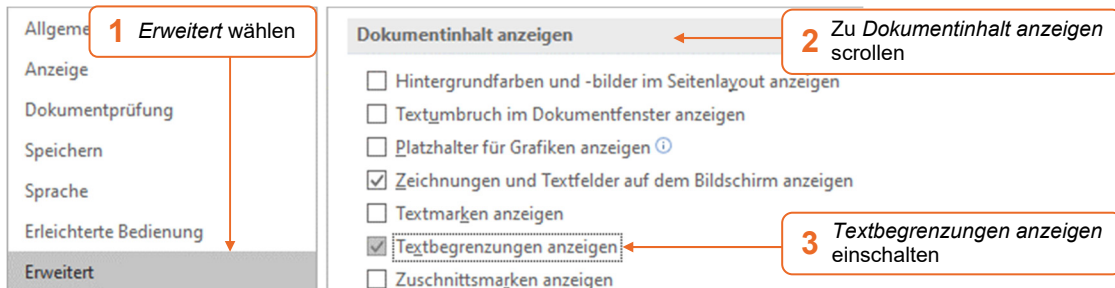 Allgeme
1 Erweitert wählen
Anzeige
Dokumentprüfung
Speichern
Sprache
Erleichterte Bedienung
Erweitert
Dokumentinhalt anzeigen
2 Zu Dokumentinhalt anzeigen
scrollen
Hintergrundfarben und -bilder im Seitenlayout anzeigen
Textumbruch im Dokumentfenster anzeigen
Platzhalter für Grafiken anzeigen
Zeichnungen und Textfelder auf dem Bildschirm anzeigen
Textmarken anzeigen
Textbegrenzungen anzeigen
3 Textbegrenzungen anzeigen
einschalten
Zuschnittsmarken anzeigen